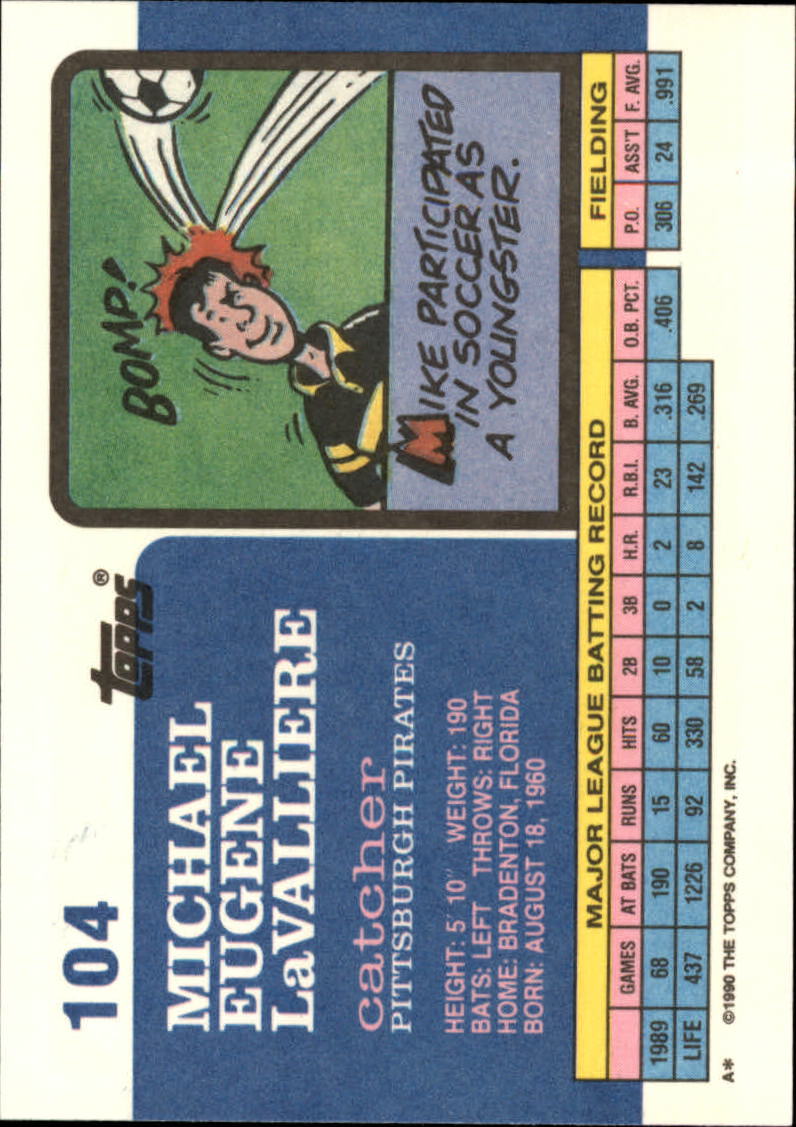 104
TOPPS®
MICHAEL
EUGENE
LaVALLIERE
catcher
PITTSBURGH PIRATES
HEIGHT: 5' 10" WEIGHT: 190
BATS: LEFT THROWS: RIGHT
HOME: BRADENTON, FLORIDA
BORN: AUGUST 18, 1960
BOMP!
MIKE PARTICIPATED
IN SOCCER AS
A YOUNGSTER.
MAJOR LEAGUE BATTING RECORD FIELDING
GAMES AT BATS RUNS HITS 2B 3B H.R. R.B.I. B. AVG. O.B. PCT. P.O. ASS'T F. AVG.
1989 68 190 15 60 10 0 2 23 .316 .406 306 24 .991
LIFE 437 1226 92 330 58 2 8 142 .269
A* ©1990 THE TOPPS COMPANY, INC.